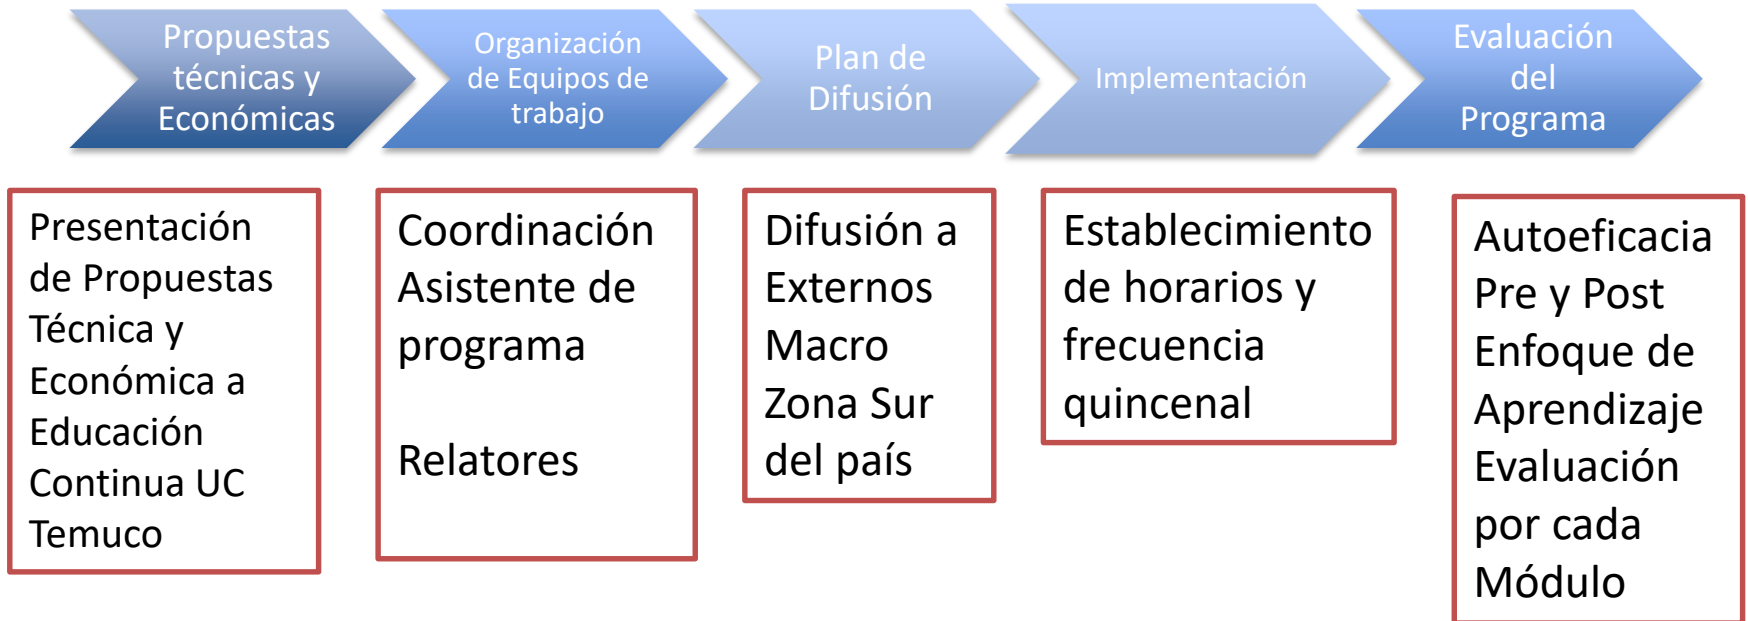 Propuestas
técnicas y
Económicas
Organización
de Equipos de
trabajo
Plan de
Difusión
Implementación
Evaluación
del
Programa
Presentación
de Propuestas
Técnica y
Económica a
Educación
Continua UC
Temuco
Coordinación
Asistente de
programa
Relatores
Difusión a
Externos
Macro
Zona Sur
del país
Establecimiento
de horarios y
frecuencia
quincenal
Autoeficacia
Pre y Post
Enfoque de
Aprendizaje
Evaluación
por cada
Módulo